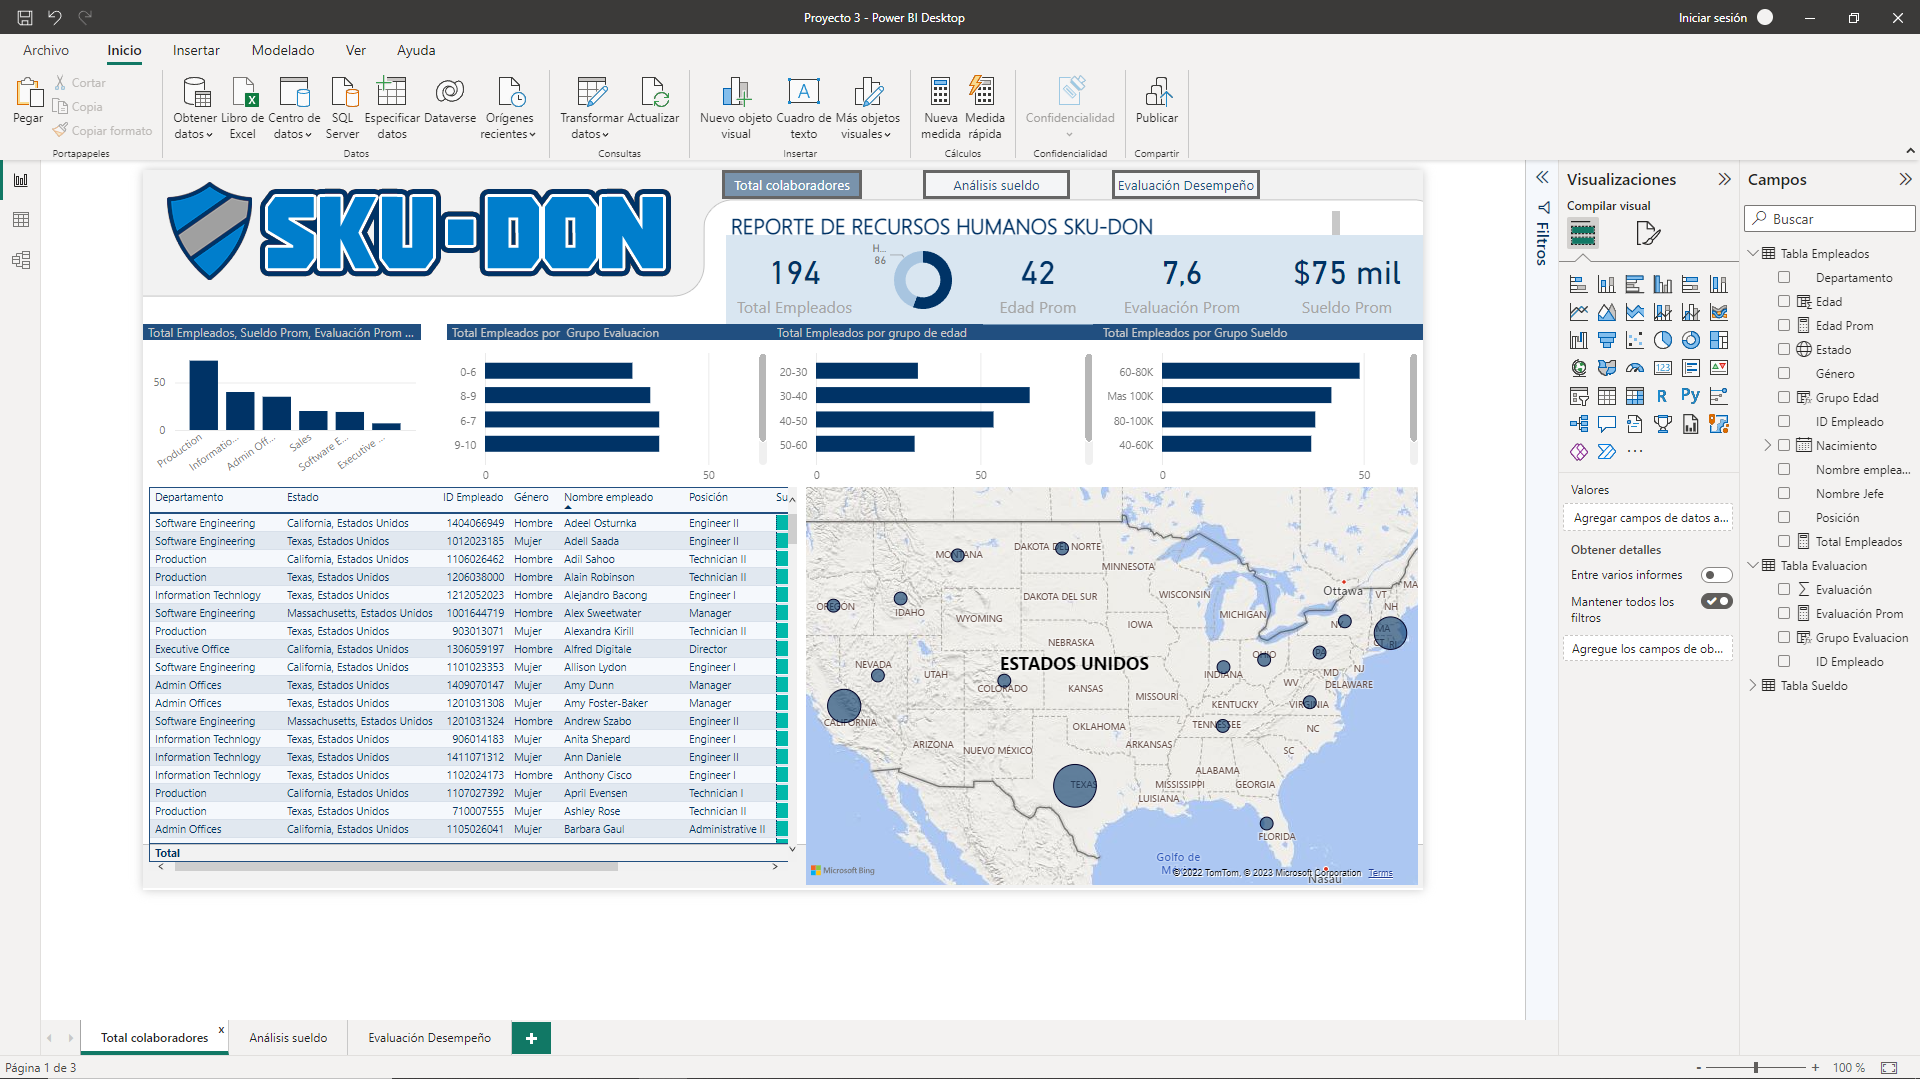 Proyecto 3 - Power BI Desktop
Iniciar sesión
Archivo Inicio Insertar Modelado Ver Ayuda
Pegar
Cortar
Copia
Copiar formato
Portapapeles
Obtener datos
Libro de Excel
Centro de datos
SQL Server
Especificar datos
Dataverse
Orígenes recientes
Datos
Transformar datos
Actualizar
Consultas
Nuevo objeto visual
Cuadro de texto
Más objetos visuales
Insertar
Nueva medida
Medida rápida
Cálculos
Confidencialidad
Confidencialidad
Publicar
Compartir
SKU-DON
Total colaboradores
Análisis sueldo
Evaluación Desempeño
REPORTE DE RECURSOS HUMANOS SKU-DON
194
Total Empleados
H...
86
42
Edad Prom
7,6
Evaluación Prom
$75 mil
Sueldo Prom
Total Empleados, Sueldo Prom, Evaluación Prom ...
50
0
Production
Informatio...
Admin Off...
Sales
Software E...
Executive ...
Total Empleados por Grupo Evaluacion
0-6
8-9
6-7
9-10
0 50
Total Empleados por grupo de edad
20-30
30-40
40-50
50-60
0 50
Total Empleados por Grupo Sueldo
60-80K
Mas 100K
80-100K
40-60K
0 50
Departamento Estado ID Empleado Género Nombre empleado Posición Su
Software Engineering California, Estados Unidos 1404066949 Hombre Adeel Osturnka Engineer II
Software Engineering Texas, Estados Unidos 1012023185 Mujer Adell Saada Engineer II
Production California, Estados Unidos 1106026462 Hombre Adil Sahoo Technician II
Production Texas, Estados Unidos 1206038000 Hombre Alain Robinson Technician II
Information Technlogy Texas, Estados Unidos 1212052023 Hombre Alejandro Bacong Engineer I
Software Engineering Massachusetts, Estados Unidos 1001644719 Hombre Alex Sweetwater Manager
Production Texas, Estados Unidos 903013071 Mujer Alexandra Kirill Technician II
Executive Office California, Estados Unidos 1306059197 Hombre Alfred Digitale Director
Software Engineering California, Estados Unidos 1101023353 Mujer Allison Lydon Engineer I
Admin Offices Texas, Estados Unidos 1409070147 Mujer Amy Dunn Manager
Admin Offices Texas, Estados Unidos 1201031308 Mujer Amy Foster-Baker Manager
Software Engineering Massachusetts, Estados Unidos 1201031324 Hombre Andrew Szabo Engineer II
Information Technlogy Texas, Estados Unidos 906014183 Mujer Anita Shepard Engineer I
Information Technlogy Texas, Estados Unidos 1411071312 Mujer Ann Daniele Engineer II
Information Technlogy Texas, Estados Unidos 1102024173 Hombre Anthony Cisco Engineer I
Production California, Estados Unidos 1107027392 Mujer April Evensen Technician I
Production Texas, Estados Unidos 710007555 Mujer Ashley Rose Technician II
Admin Offices California, Estados Unidos 1105026041 Mujer Barbara Gaul Administrative II
Total
MONTANA
DAKOTA DEL NORTE
MINNESOTA
OREGÓN
IDAHO
WYOMING
DAKOTA DEL SUR
WISCONSIN
MICHIGAN
Ottawa
VT
MA
NH
NEBRASKA
IOWA
NY
MA
CT RI
NEVADA
UTAH
COLORADO
ESTADOS UNIDOS
KANSAS
MISSOURI
INDIANA
OHIO
PA
NJ
MD
DELAWARE
WV
VIRGINIA
KENTUCKY
CALIFORNIA
ARIZONA
NUEVO MÉXICO
OKLAHOMA
ARKANSAS
TENNESSEE
NC
SC
TEXAS
MISSISSIPPI
ALABAMA
GEORGIA
LUISIANA
FLORIDA
Golfo de
Nasáu
Microsoft Bing
© 2022 TomTom, © 2023 Microsoft Corporation Terms
Filtros
Visualizaciones
Compilar visual
123
R
Py
Valores
Agregar campos de datos a...
Obtener detalles
Entre varios informes
Mantener todos los filtros
Agregue los campos de ob...
Campos
Buscar
Tabla Empleados
Departamento
Edad
Edad Prom
Estado
Género
Grupo Edad
ID Empleado
Nacimiento
Nombre emplea...
Nombre Jefe
Posición
Total Empleados
Tabla Evaluacion
Evaluación
Evaluación Prom
Grupo Evaluacion
ID Empleado
Tabla Sueldo
Total colaboradores x
Análisis sueldo
Evaluación Desempeño
+
Página 1 de 3
- + 100 %